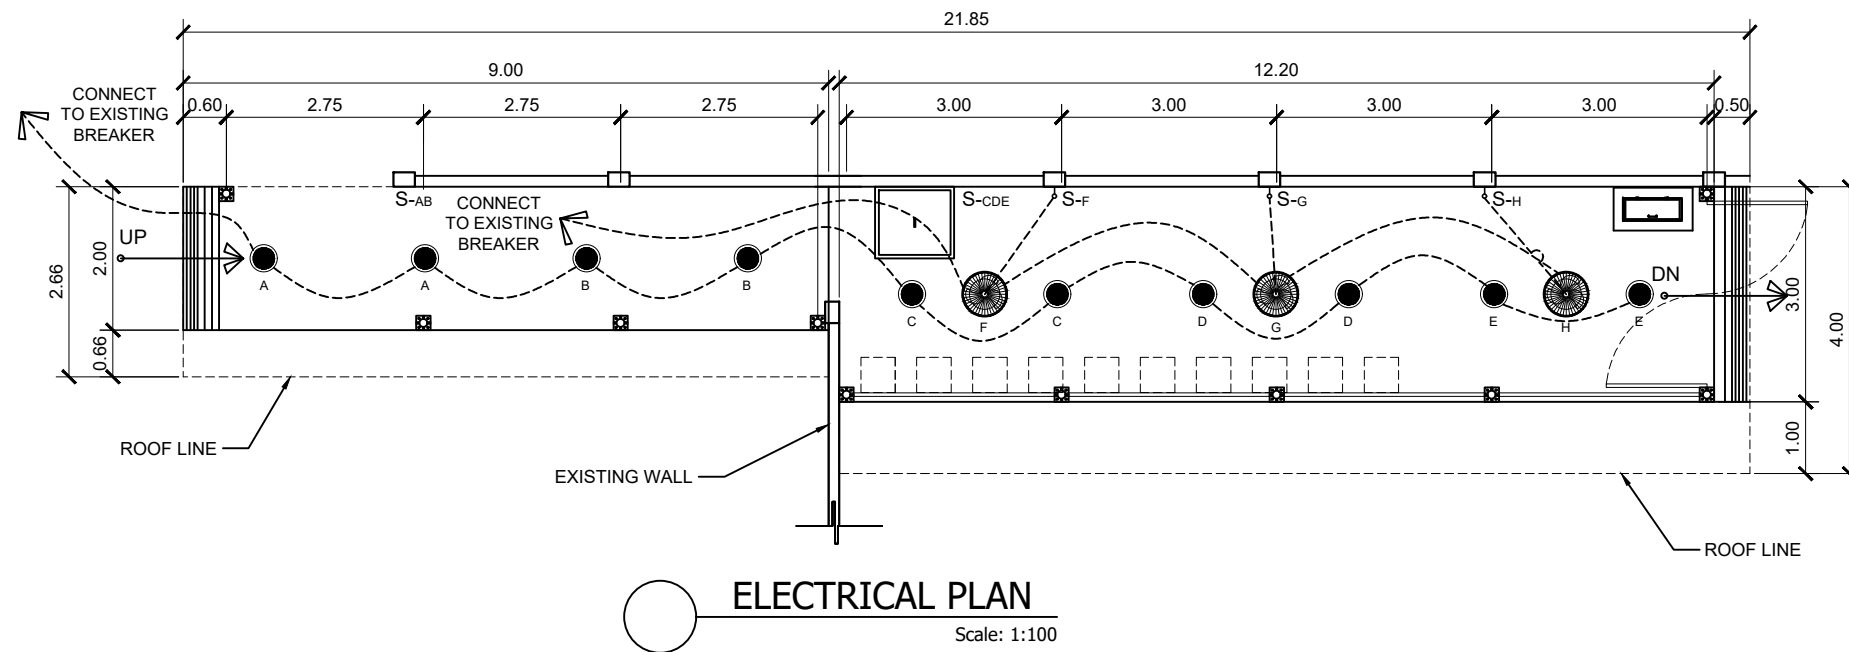 21.85
9.00
12.20
CONNECT
TO EXISTING
BREAKER
0.60
2.75
2.75
2.75
3.00
3.00
3.00
3.00
0.50
S-AB
CONNECT
TO EXISTING
BREAKER
S-CDE
S-F
S-G
S-H
UP
DN
2.66
2.00
0.66
3.00
4.00
1.00
A
A
B
B
C
F
C
D
G
D
E
H
E
ROOF LINE
EXISTING WALL
ROOF LINE
ELECTRICAL PLAN
Scale: 1:100